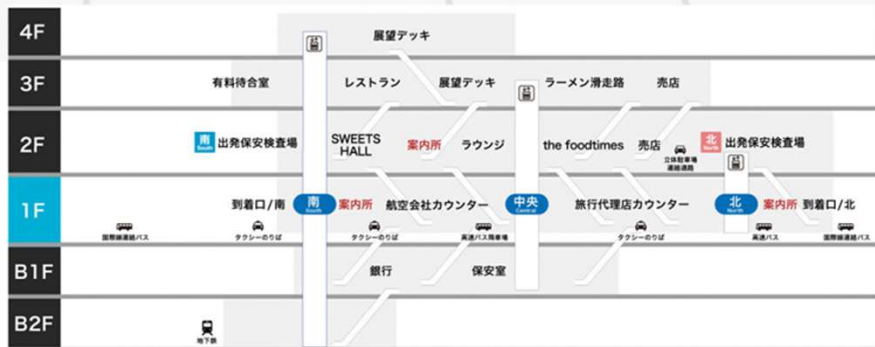 4F
展望デッキ
3F
有料待合室
レストラン
展望デッキ
ラーメン滑走路
売店
2F
南
South
出発保安検査場
SWEETS
HALL
案内所
ラウンジ
the foodtimes
売店
立体駐車場
連絡通路
北
North
出発保安検査場
1F
到着口/南
南
South
案内所
航空会社カウンター
中央
Central
旅行代理店カウンター
北
North
案内所
到着口/北
国際線連絡バス
タクシーのりば
タクシーのりば
高速バス降車場
タクシーのりば
高速バス
国際線連絡バス
B1F
銀行
保安室
B2F
地下鉄